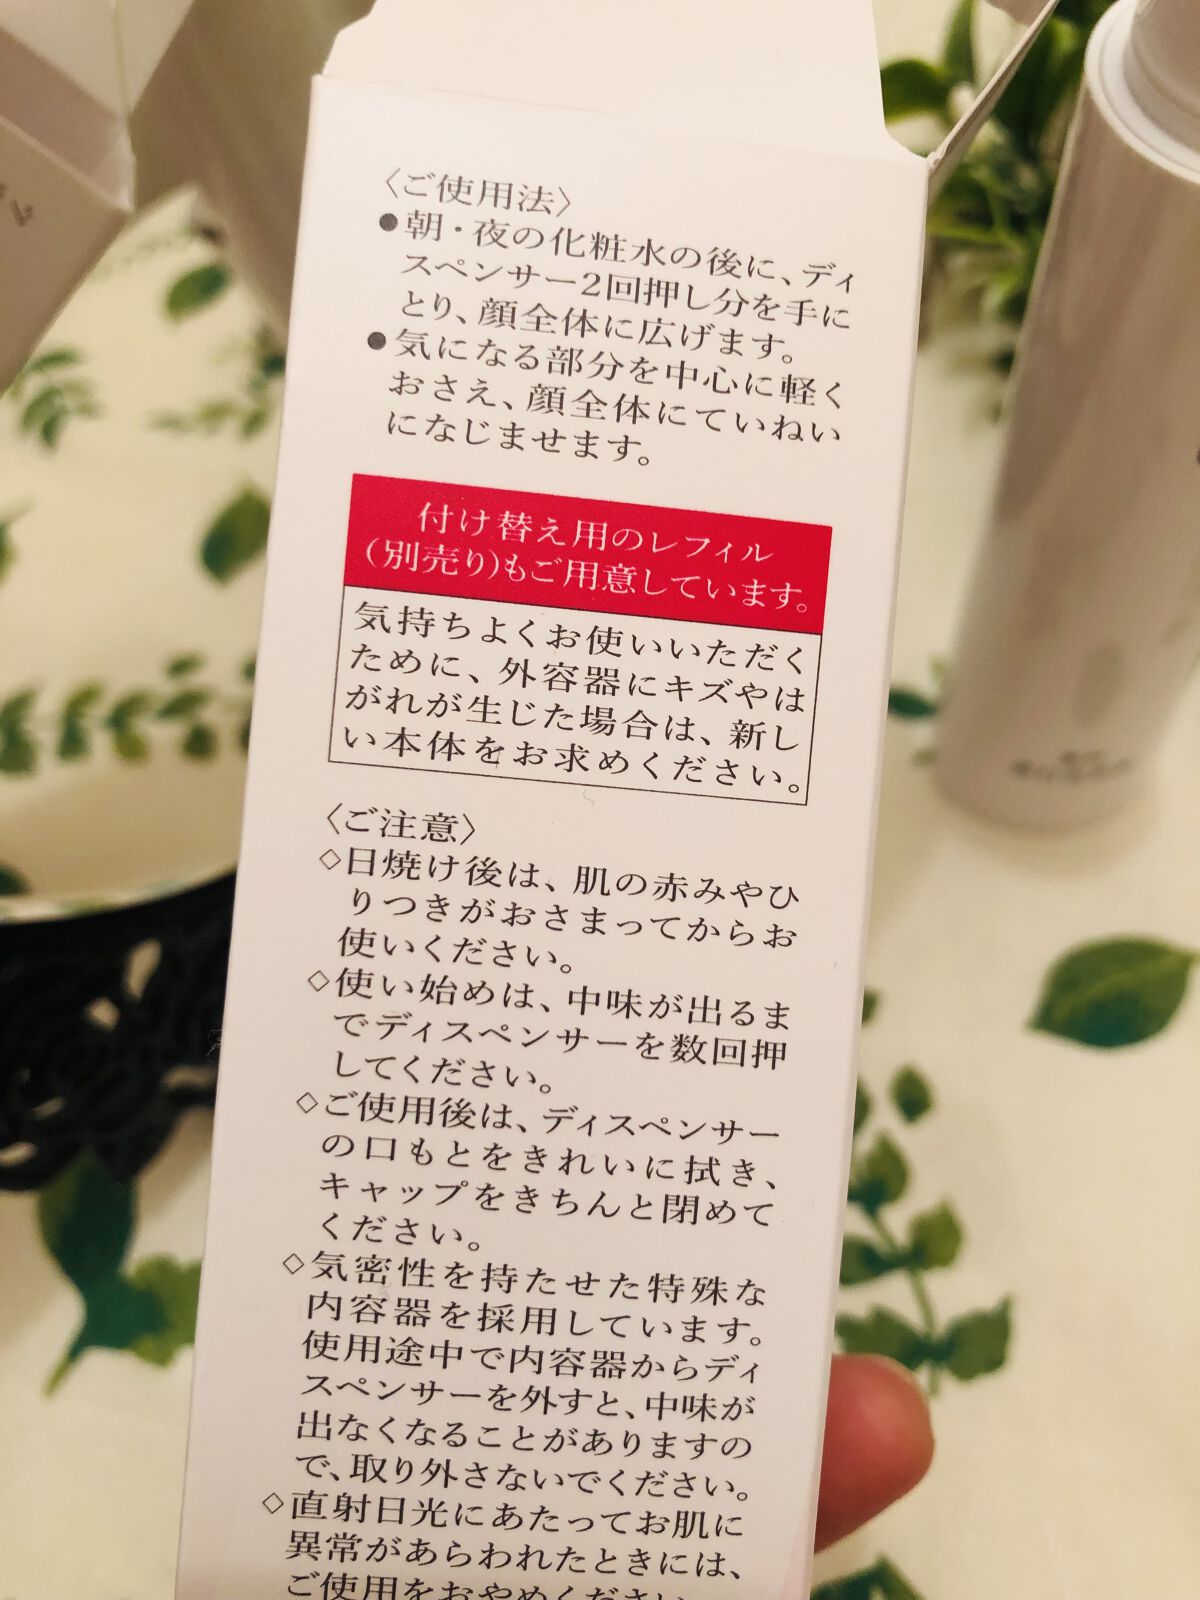 〈ご使用法〉
●朝・夜の化粧水の後に、ディ
スペンサー2回押し分を手に
とり、顔全体に広げます。
●気になる部分を中心に軽く
おさえ、顔全体にていねい
になじませます。
付け替え用のレフィル
(別売り)もご用意しています。
気持ちよくお使いいただく
ために、外容器にキズやは
がれが生じた場合は、新し
い本体をお求めください。
〈ご注意〉
◇日焼け後は、肌の赤みやひ
りつきがおさまってからお
使いください。
◇使い始めは、中味が出るま
でディスペンサーを数回押
してください。
◇ご使用後は、ディスペンサー
の口もとをきれいに拭き、
キャップをきちんと閉めて
ください。
◇気密性を持たせた特殊な
内容器を採用しています。
使用途中で内容器からディ
スペンサーを外すと、中味が
出なくなることがありますの
で、取り外さないでください。
◇直射日光にあたってお肌に
異常があらわれたときには、
ご使用をおやめください